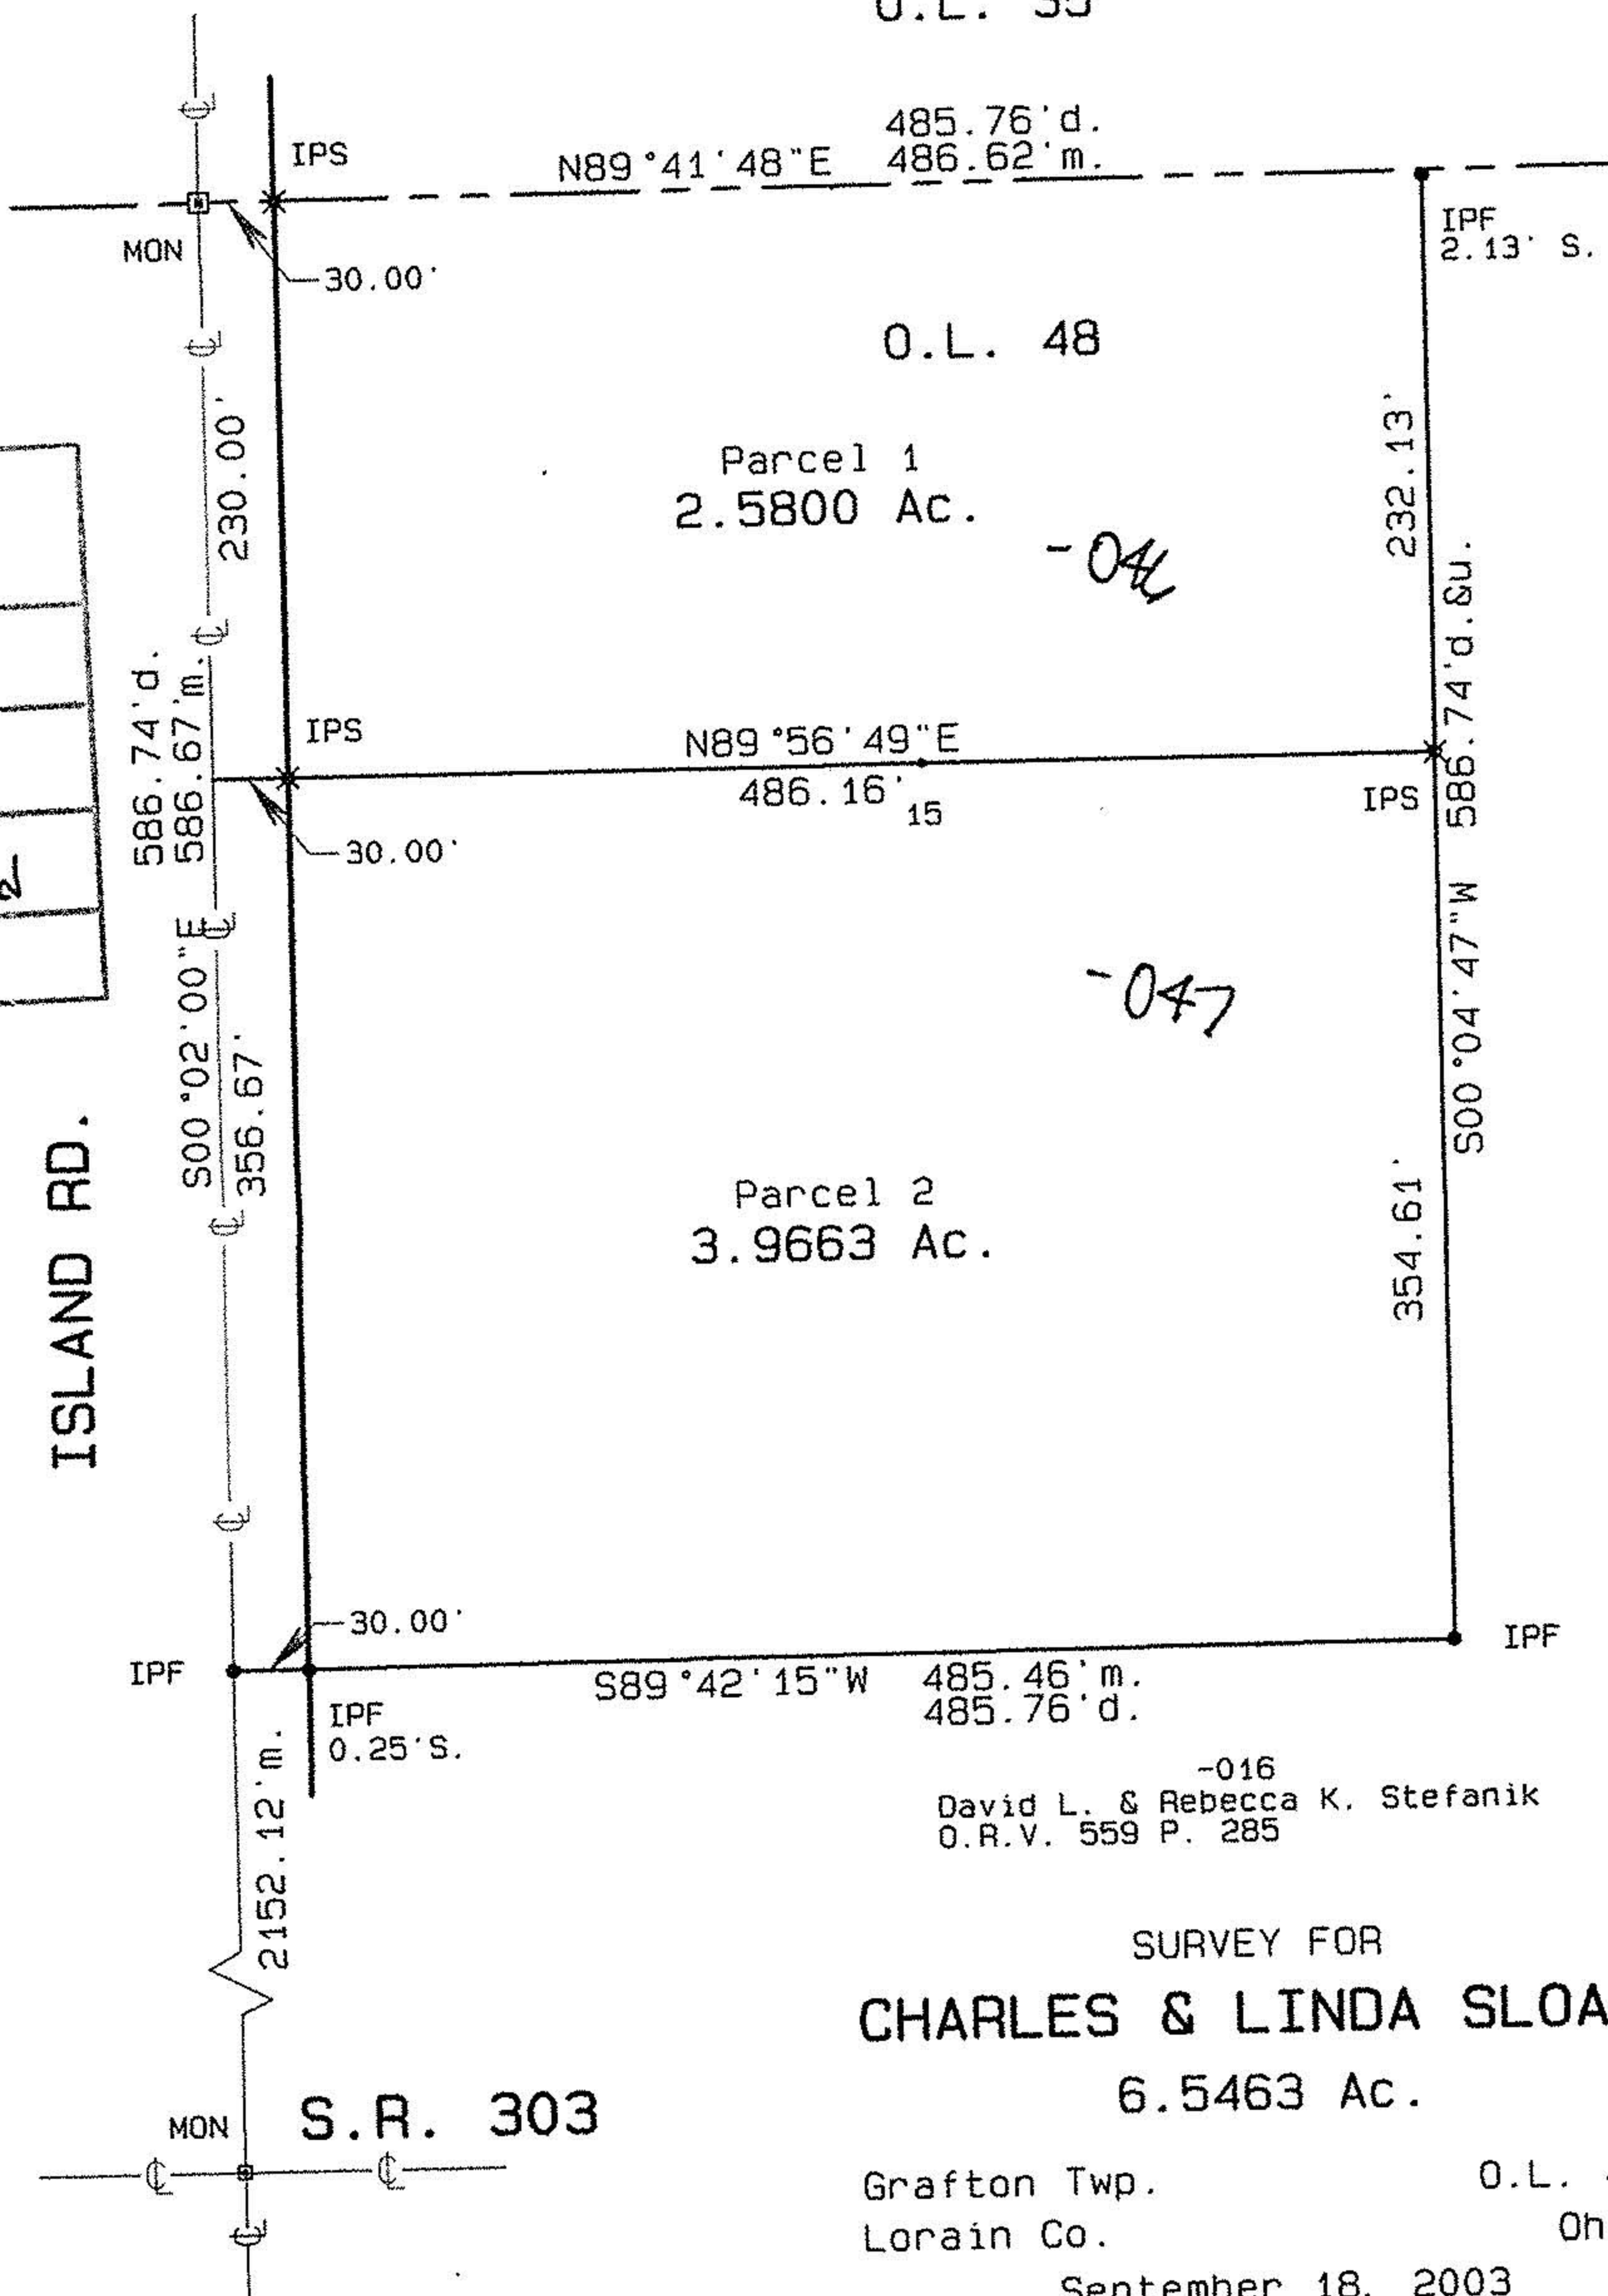 485.76'd.
N89°41'48"E 486.62'm.
IPS
MON
30.00'
IPF
2.13' S.
O.L. 48
230.00'
232.13'
Parcel 1
2.5800 Ac.
586.74'd.
586.67'm.
586.74'd.&u.
IPS
N89°56'49"E
486.16'
15
IPS
30.00'
2
-047
S00°02'00"E
356.67'
S00°04'47"W
ISLAND RD.
Parcel 2
3.9663 Ac.
354.61'
30.00'
IPF
IPF
S89°42'15"W 485.46'm.
485.76'd.
IPF
0.25'S.
2152.12'm.
-016
David L. & Rebecca K. Stefanik
O.R.V. 559 P. 285
SURVEY FOR
CHARLES & LINDA SLOA
6.5463 Ac.
MON
S.R. 303
Grafton Twp. O.L.
Lorain Co. Oh
September 18, 2003